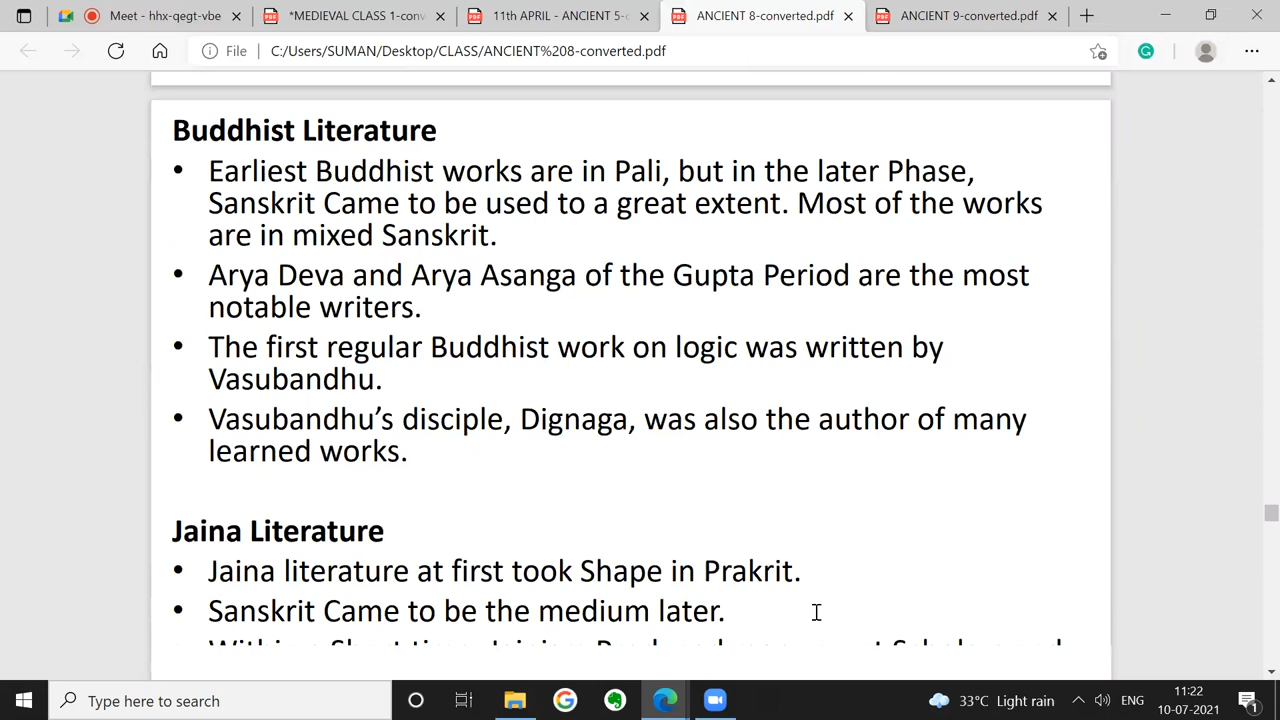 Meet - hhx-qegt-vbe
*MEDIEVAL CLASS 1-conv
11th APRIL - ANCIENT 5-c
ANCIENT 8-converted.pdf
ANCIENT 9-converted.pdf
File
C:/Users/SUMAN/Desktop/CLASS/ANCIENT%208-converted.pdf
Buddhist Literature
• Earliest Buddhist works are in Pali, but in the later Phase,
Sanskrit Came to be used to a great extent. Most of the works
are in mixed Sanskrit.
• Arya Deva and Arya Asanga of the Gupta Period are the most
notable writers.
• The first regular Buddhist work on logic was written by
Vasubandhu.
• Vasubandhu's disciple, Dignaga, was also the author of many
learned works.
Jaina Literature
• Jaina literature at first took Shape in Prakrit.
• Sanskrit Came to be the medium later.
Type here to search
33°C Light rain
ENG
11:22
10-07-2021
1